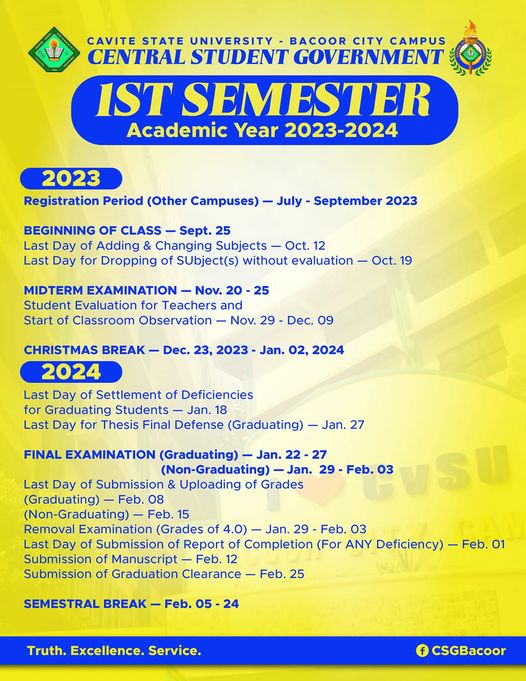 CAVITE STATE UNIVERSITY - BACOOR CITY CAMPUS
CENTRAL STUDENT GOVERNMENT
1ST SEMESTER
Academic Year 2023-2024
2023
Registration Period (Other Campuses) — July - September 2023
BEGINNING OF CLASS — Sept. 25
Last Day of Adding & Changing Subjects — Oct. 12
Last Day for Dropping of SUbject(s) without evaluation — Oct. 19
MIDTERM EXAMINATION — Nov. 20 - 25
Student Evaluation for Teachers and
Start of Classroom Observation — Nov. 29 - Dec. 09
CHRISTMAS BREAK — Dec. 23, 2023 - Jan. 02, 2024
2024
Last Day of Settlement of Deficiencies
for Graduating Students — Jan. 18
Last Day for Thesis Final Defense (Graduating) — Jan. 27
FINAL EXAMINATION (Graduating) — Jan. 22 - 27
(Non-Graduating) — Jan. 29 - Feb. 03
Last Day of Submission & Uploading of Grades
(Graduating) — Feb. 08
(Non-Graduating) — Feb. 15
Removal Examination (Grades of 4.0) — Jan. 29 - Feb. 03
Last Day of Submission of Report of Completion (For ANY Deficiency) — Feb. 01
Submission of Manuscript — Feb. 12
Submission of Graduation Clearance — Feb. 25
SEMESTRAL BREAK — Feb. 05 - 24
I CvSU
Truth. Excellence. Service.
CSGBacoor